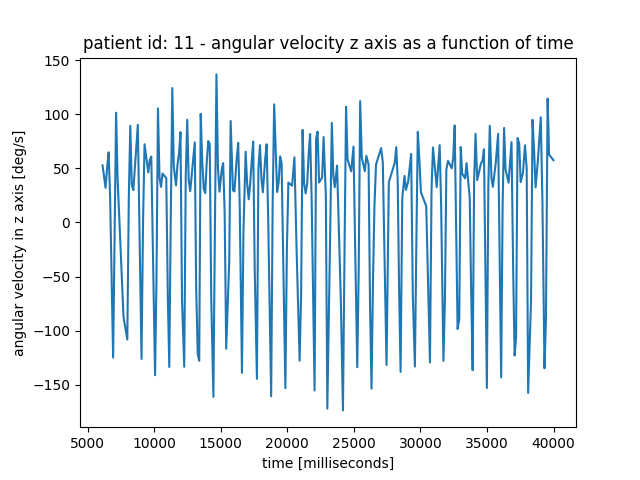 patient id: 11 - angular velocity z axis as a function of time
angular velocity in z axis [deg/s]
150
100
50
0
−50
−100
−150
5000 10000 15000 20000 25000 30000 35000 40000
time [milliseconds]